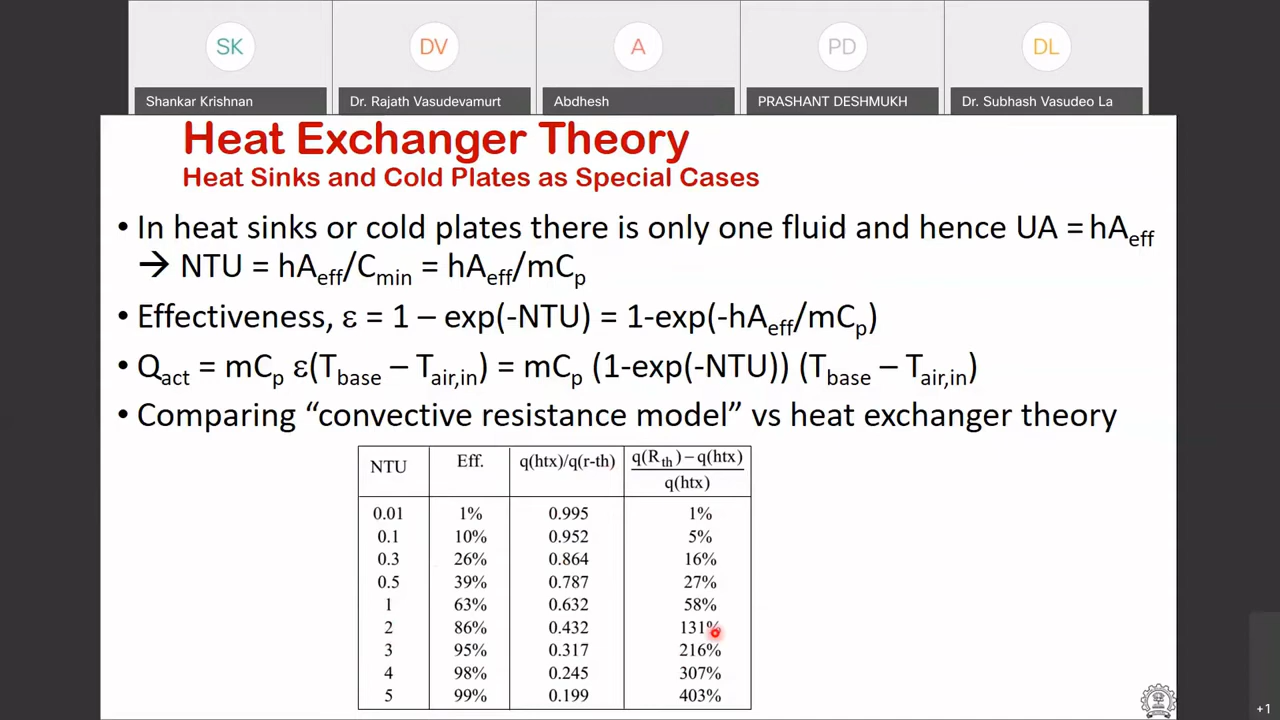 SK
DV
A
PD
DL
Shankar Krishnan
Dr. Rajath Vasudevamurt
Abdhesh
PRASHANT DESHMUKH
Dr. Subhash Vasudeo La
Heat Exchanger Theory
Heat Sinks and Cold Plates as Special Cases
• In heat sinks or cold plates there is only one fluid and hence UA = hAeff
→ NTU = hAeff/Cmin = hAeff/mCp
• Effectiveness, ε = 1 – exp(-NTU) = 1-exp(-hAeff/mCp)
• Qact = mCp ε(Tbase – Tair,in) = mCp (1-exp(-NTU)) (Tbase – Tair,in)
• Comparing “convective resistance model” vs heat exchanger theory
NTU Eff. q(htx)/q(r-th) q(Rth)–q(htx)
q(htx)
0.01 1% 0.995 1%
0.1 10% 0.952 5%
0.3 26% 0.864 16%
0.5 39% 0.787 27%
1 63% 0.632 58%
2 86% 0.432 131%
3 95% 0.317 216%
4 98% 0.245 307%
5 99% 0.199 403%
+1